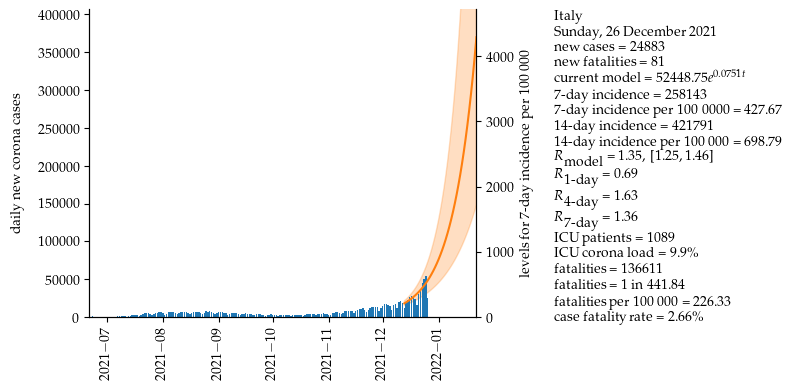 400000
350000
300000
250000
200000
150000
100000
50000
0
daily new corona cases
2021−07
2021−08
2021−09
2021−10
2021−11
2021−12
2022−01
4000
3000
2000
1000
0
levels for 7-day incidence per 100 000
Italy
Sunday, 26 December 2021
new cases = 24883
new fatalities = 81
current model = 52448.75e^0.0751t
7-day incidence = 258143
7-day incidence per 100 0000 = 427.67
14-day incidence = 421791
14-day incidence per 100 000 = 698.79
R_model = 1.35, [1.25, 1.46]
R_1-day = 0.69
R_4-day = 1.63
R_7-day = 1.36
ICU patients = 1089
ICU corona load = 9.9%
fatalities = 136611
fatalities = 1 in 441.84
fatalities per 100 000 = 226.33
case fatality rate = 2.66%